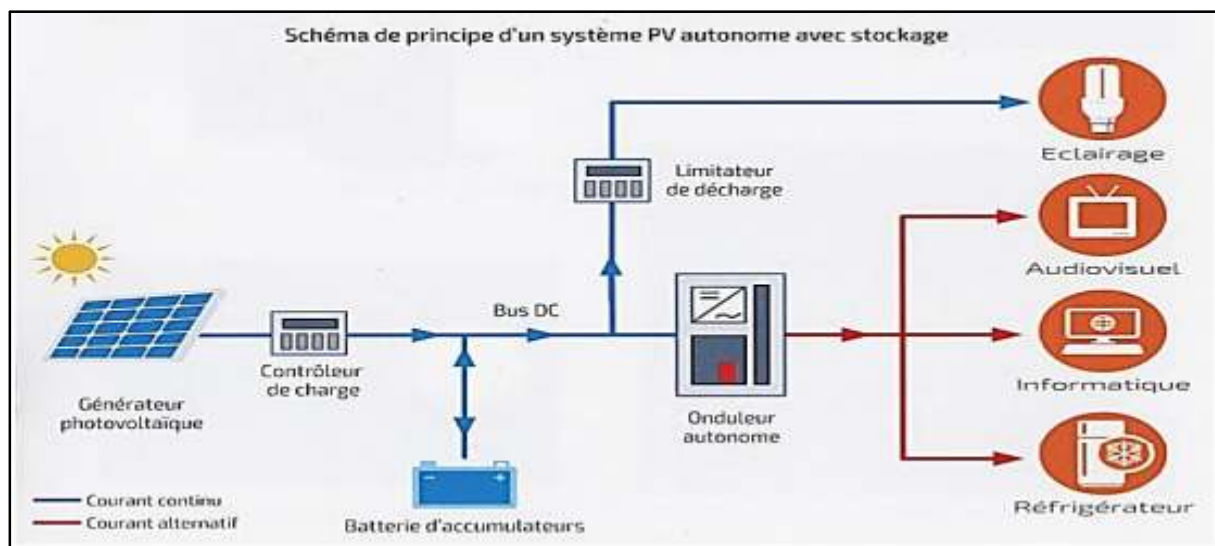 Schéma de principe d'un système PV autonome avec stockage
Eclairage
Limitateur
de décharge
Audiovisuel
Bus DC
Contrôleur
de charge
Générateur
photovoltaïque
Onduleur
autonome
Informatique
Batterie d'accumulateurs
Réfrigérateur
Courant continu
Courant alternatif